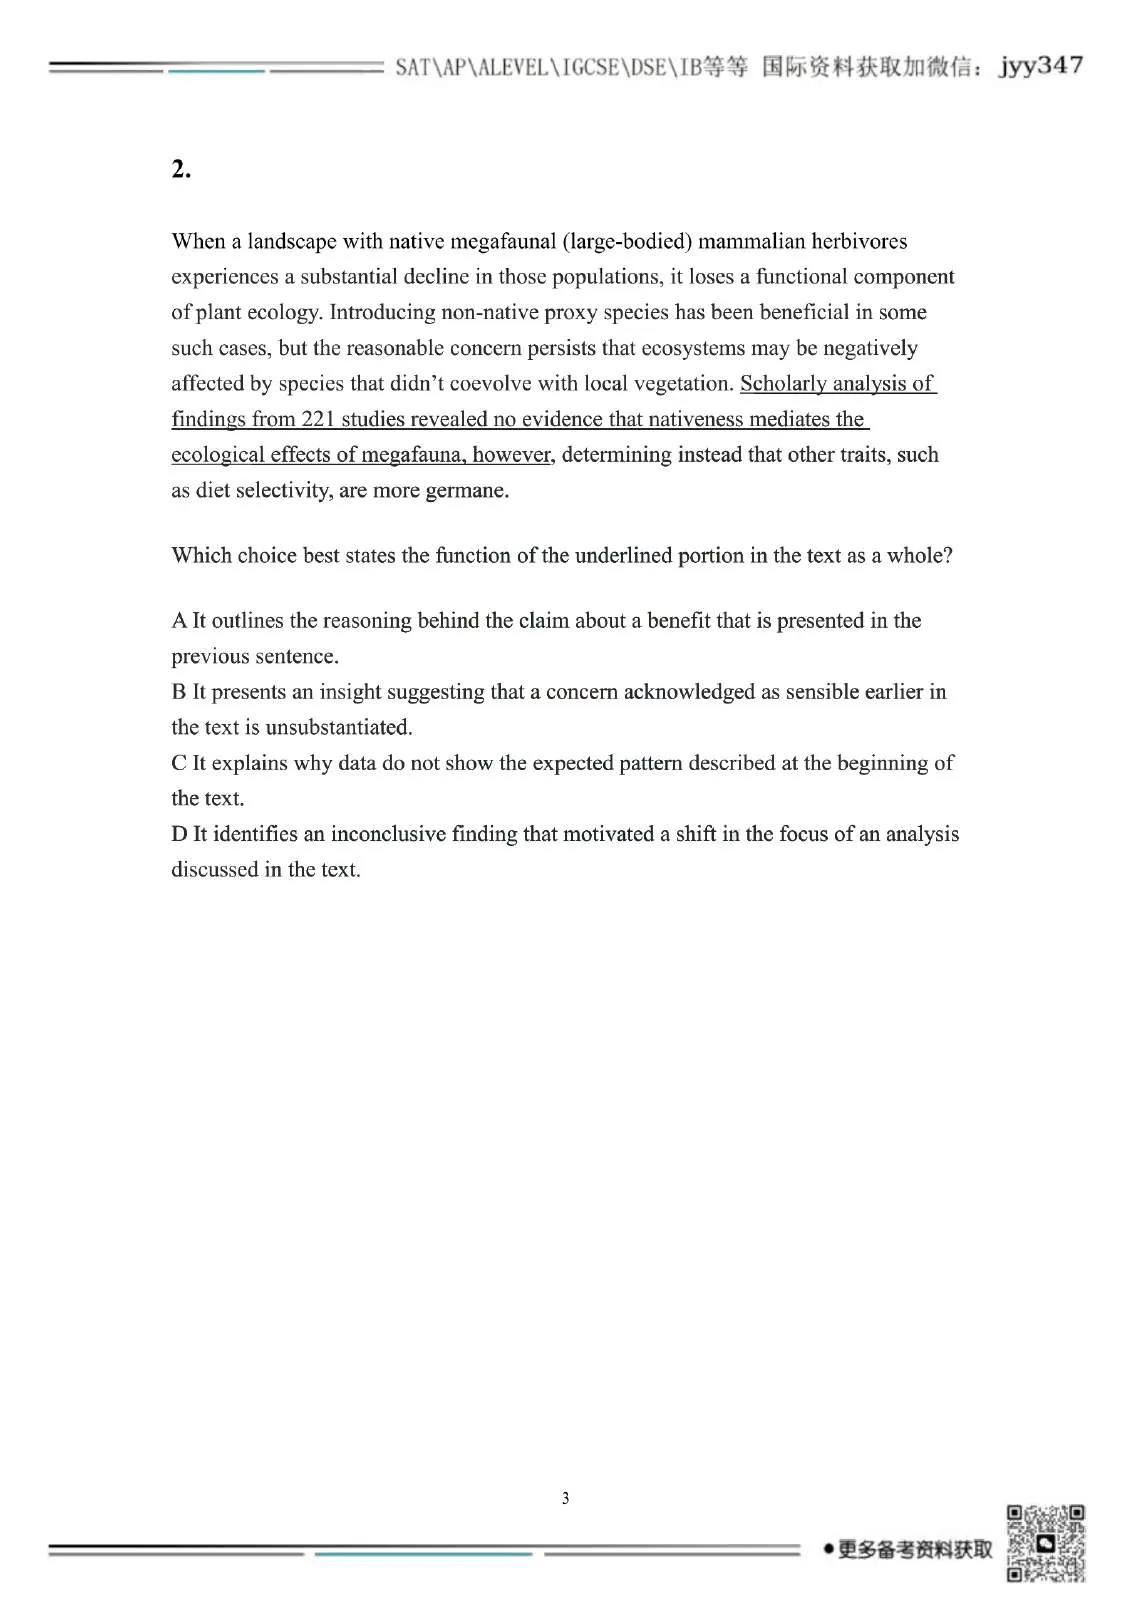 SAT\AP\ALEVEL\IGCSE\DSE\IB等等 国际资料获取加微信：jyy347
2.
When a landscape with native megafaunal (large-bodied) mammalian herbivores
experiences a substantial decline in those populations, it loses a functional component
of plant ecology. Introducing non-native proxy species has been beneficial in some
such cases, but the reasonable concern persists that ecosystems may be negatively
affected by species that didn’t coevolve with local vegetation. Scholarly analysis of
findings from 221 studies revealed no evidence that nativeness mediates the
ecological effects of megafauna, however, determining instead that other traits, such
as diet selectivity, are more germane.
Which choice best states the function of the underlined portion in the text as a whole?
A It outlines the reasoning behind the claim about a benefit that is presented in the
previous sentence.
B It presents an insight suggesting that a concern acknowledged as sensible earlier in
the text is unsubstantiated.
C It explains why data do not show the expected pattern described at the beginning of
the text.
D It identifies an inconclusive finding that motivated a shift in the focus of an analysis
discussed in the text.
3
●更多备考资料获取